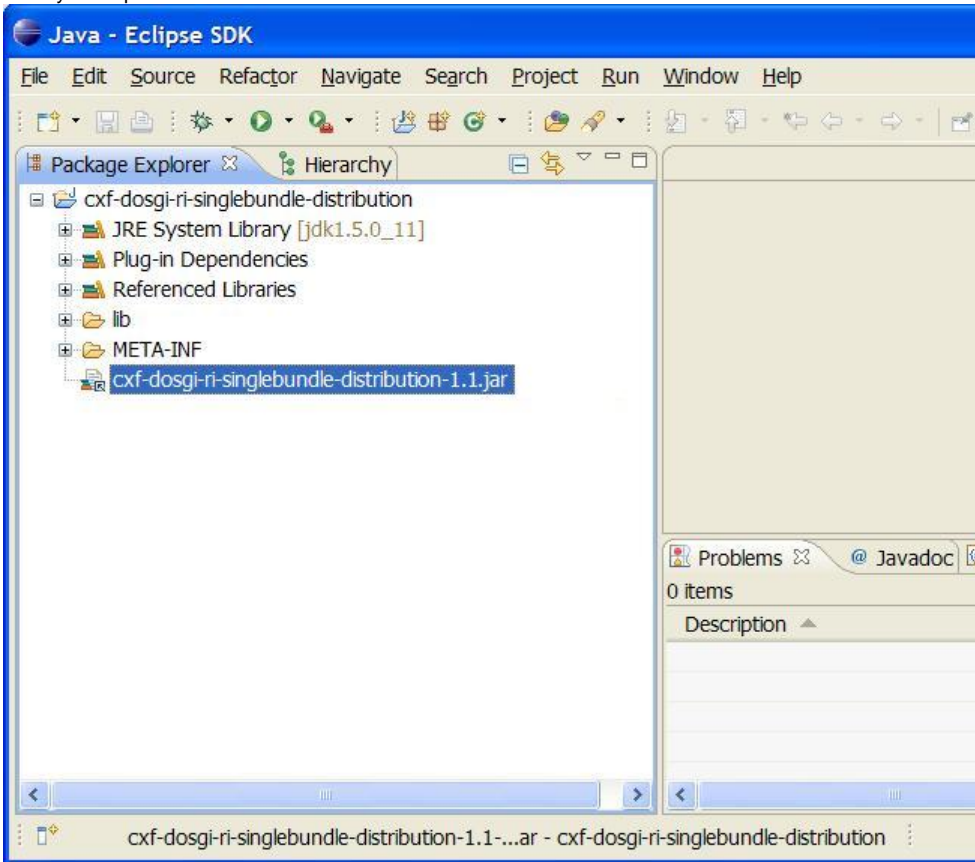 Java - Eclipse SDK
File Edit Source Refactor Navigate Search Project Run Window Help
Package Explorer Hierarchy
cxf-dosgi-ri-singlebundle-distribution
JRE System Library [jdk1.5.0_11]
Plug-in Dependencies
Referenced Libraries
lib
META-INF
cxf-dosgi-ri-singlebundle-distribution-1.1.jar
Problems @ Javadoc
0 items
Description
cxf-dosgi-ri-singlebundle-distribution-1.1-...ar - cxf-dosgi-ri-singlebundle-distribution